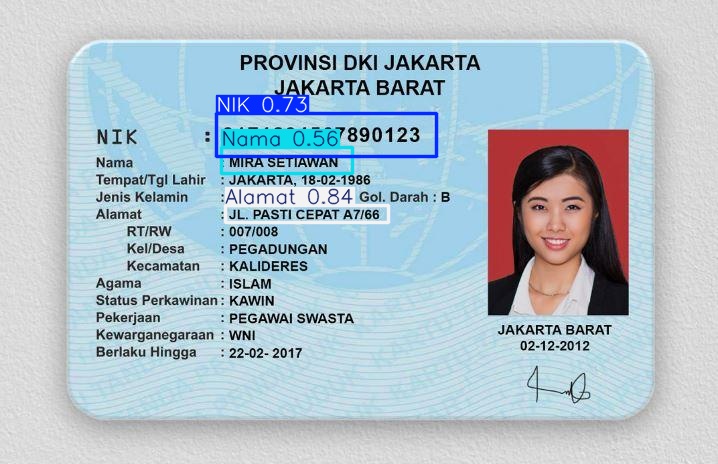 PROVINSI DKI JAKARTA
JAKARTA BARAT
NIK 0.73
NIK : 7890123
Nama 0.56
Nama : MIRA SETIAWAN
Tempat/Tgl Lahir : JAKARTA, 18-02-1986
Jenis Kelamin : Alamat 0.84 Gol. Darah : B
Alamat : JL. PASTI CEPAT A7/66
RT/RW : 007/008
Kel/Desa : PEGADUNGAN
Kecamatan : KALIDERES
Agama : ISLAM
Status Perkawinan : KAWIN
Pekerjaan : PEGAWAI SWASTA
Kewarganegaraan : WNI
Berlaku Hingga : 22-02- 2017
JAKARTA BARAT
02-12-2012